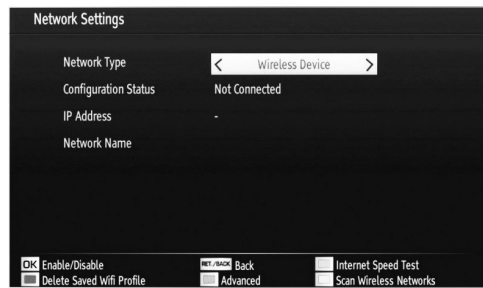 Network Settings
Network Type < Wireless Device >
Configuration Status Not Connected
IP Address -
Network Name
OK Enable/Disable RET./BACK Back Internet Speed Test
Delete Saved Wifi Profile Advanced Scan Wireless Networks